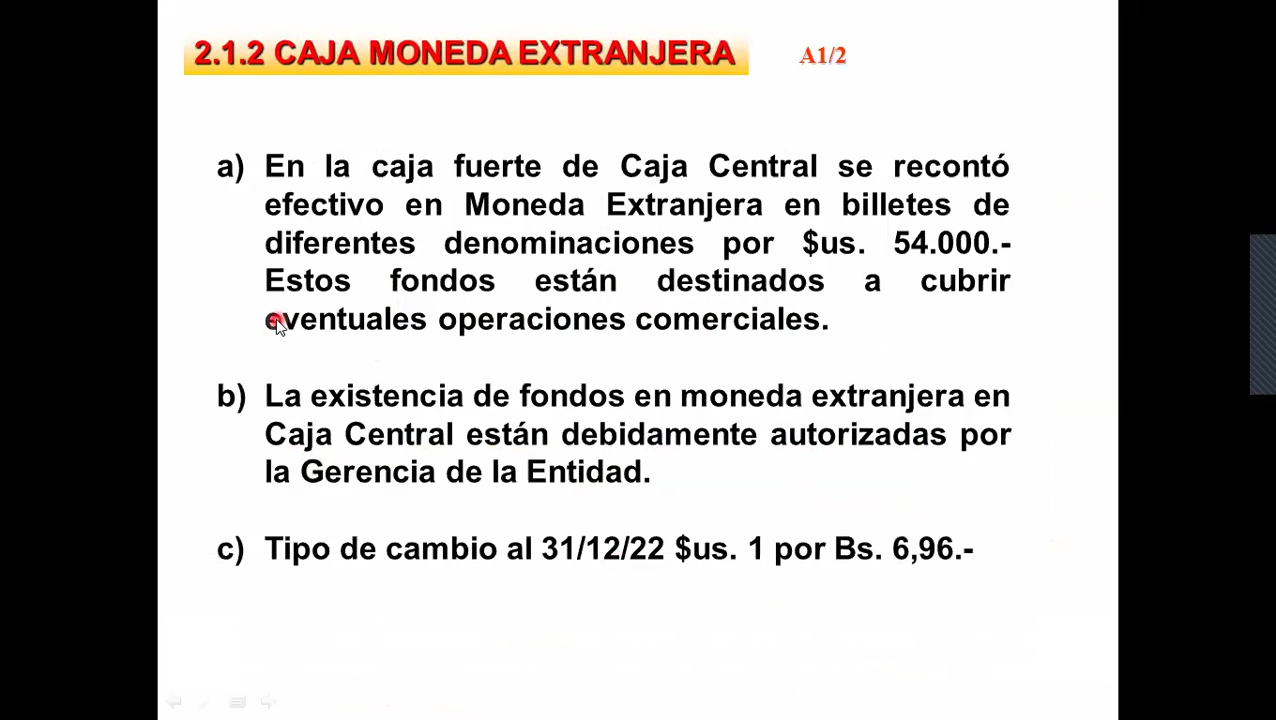 2.1.2 CAJA MONEDA EXTRANJERA A1/2
a) En la caja fuerte de Caja Central se recontó
efectivo en Moneda Extranjera en billetes de
diferentes denominaciones por $us. 54.000.-
Estos fondos están destinados a cubrir
eventuales operaciones comerciales.
b) La existencia de fondos en moneda extranjera en
Caja Central están debidamente autorizadas por
la Gerencia de la Entidad.
c) Tipo de cambio al 31/12/22 $us. 1 por Bs. 6,96.-